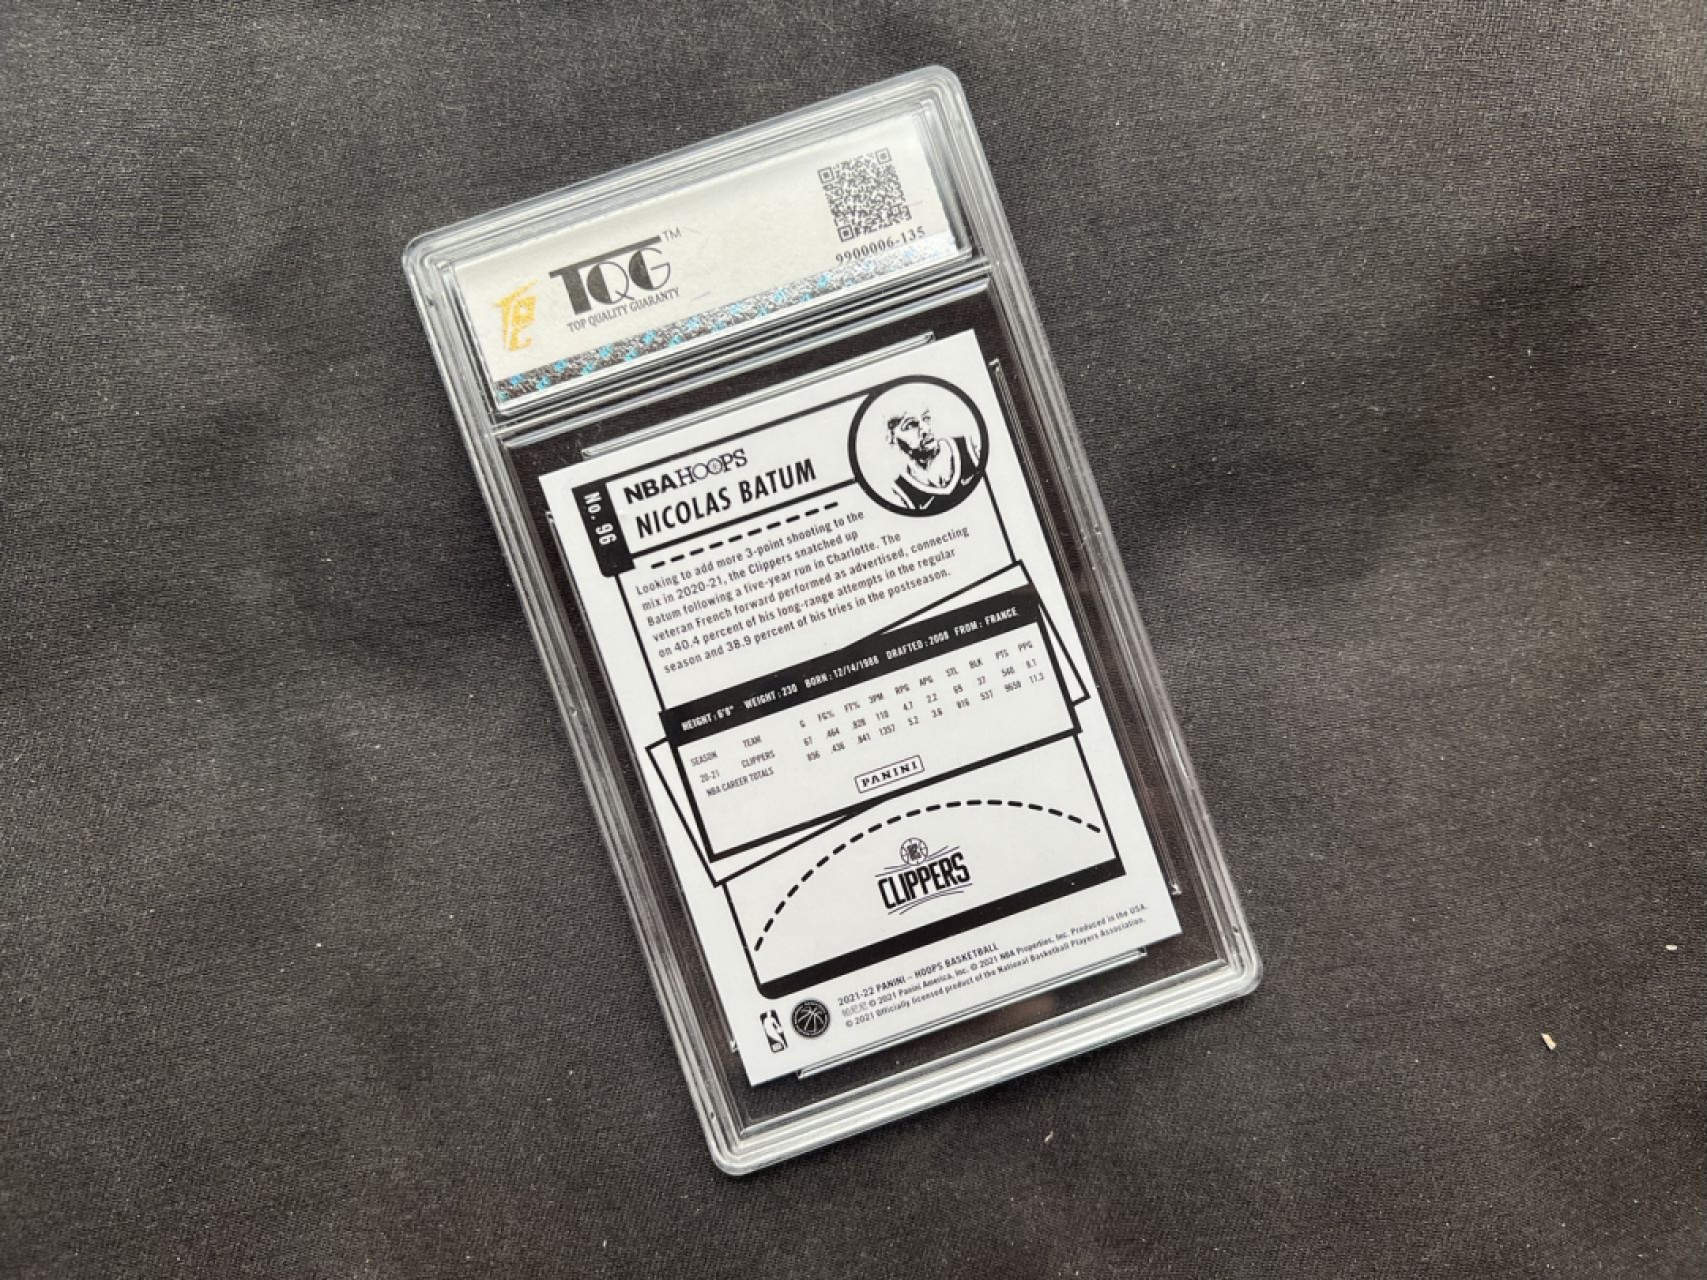 TQG™
TOP QUALITY GUARANTY
9900006-135
No. 96
NBA HOOPS
NICOLAS BATUM
Looking to add more 3-point shooting to the
mix in 2020-21, the Clippers snatched up
Batum following a five-year run in Charlotte. The
veteran French forward performed as advertised, connecting
on 40.4 percent of his long-range attempts in the regular
season and 38.9 percent of his tries in the postseason.
HEIGHT: 6'8" WEIGHT: 230 BORN: 12/14/1988 DRAFTED: 2008 FROM: FRANCE
SEASON TEAM G FG% FT% 3PM RPG APG STL BLK PTS PPG
20-21 CLIPPERS 67 .464 .828 118 4.7 2.2 69 37 540 8.1
NBA CAREER TOTALS 856 .436 .841 1357 5.2 3.6 816 537 9650 11.3
PANINI
CLIPPERS
2021-22 PANINI – HOOPS BASKETBALL
帕尼尼 © 2021 Panini America, Inc. © 2021 NBA Properties, Inc. Produced in the USA.
© 2021 Officially licensed product of the National Basketball Players Association.